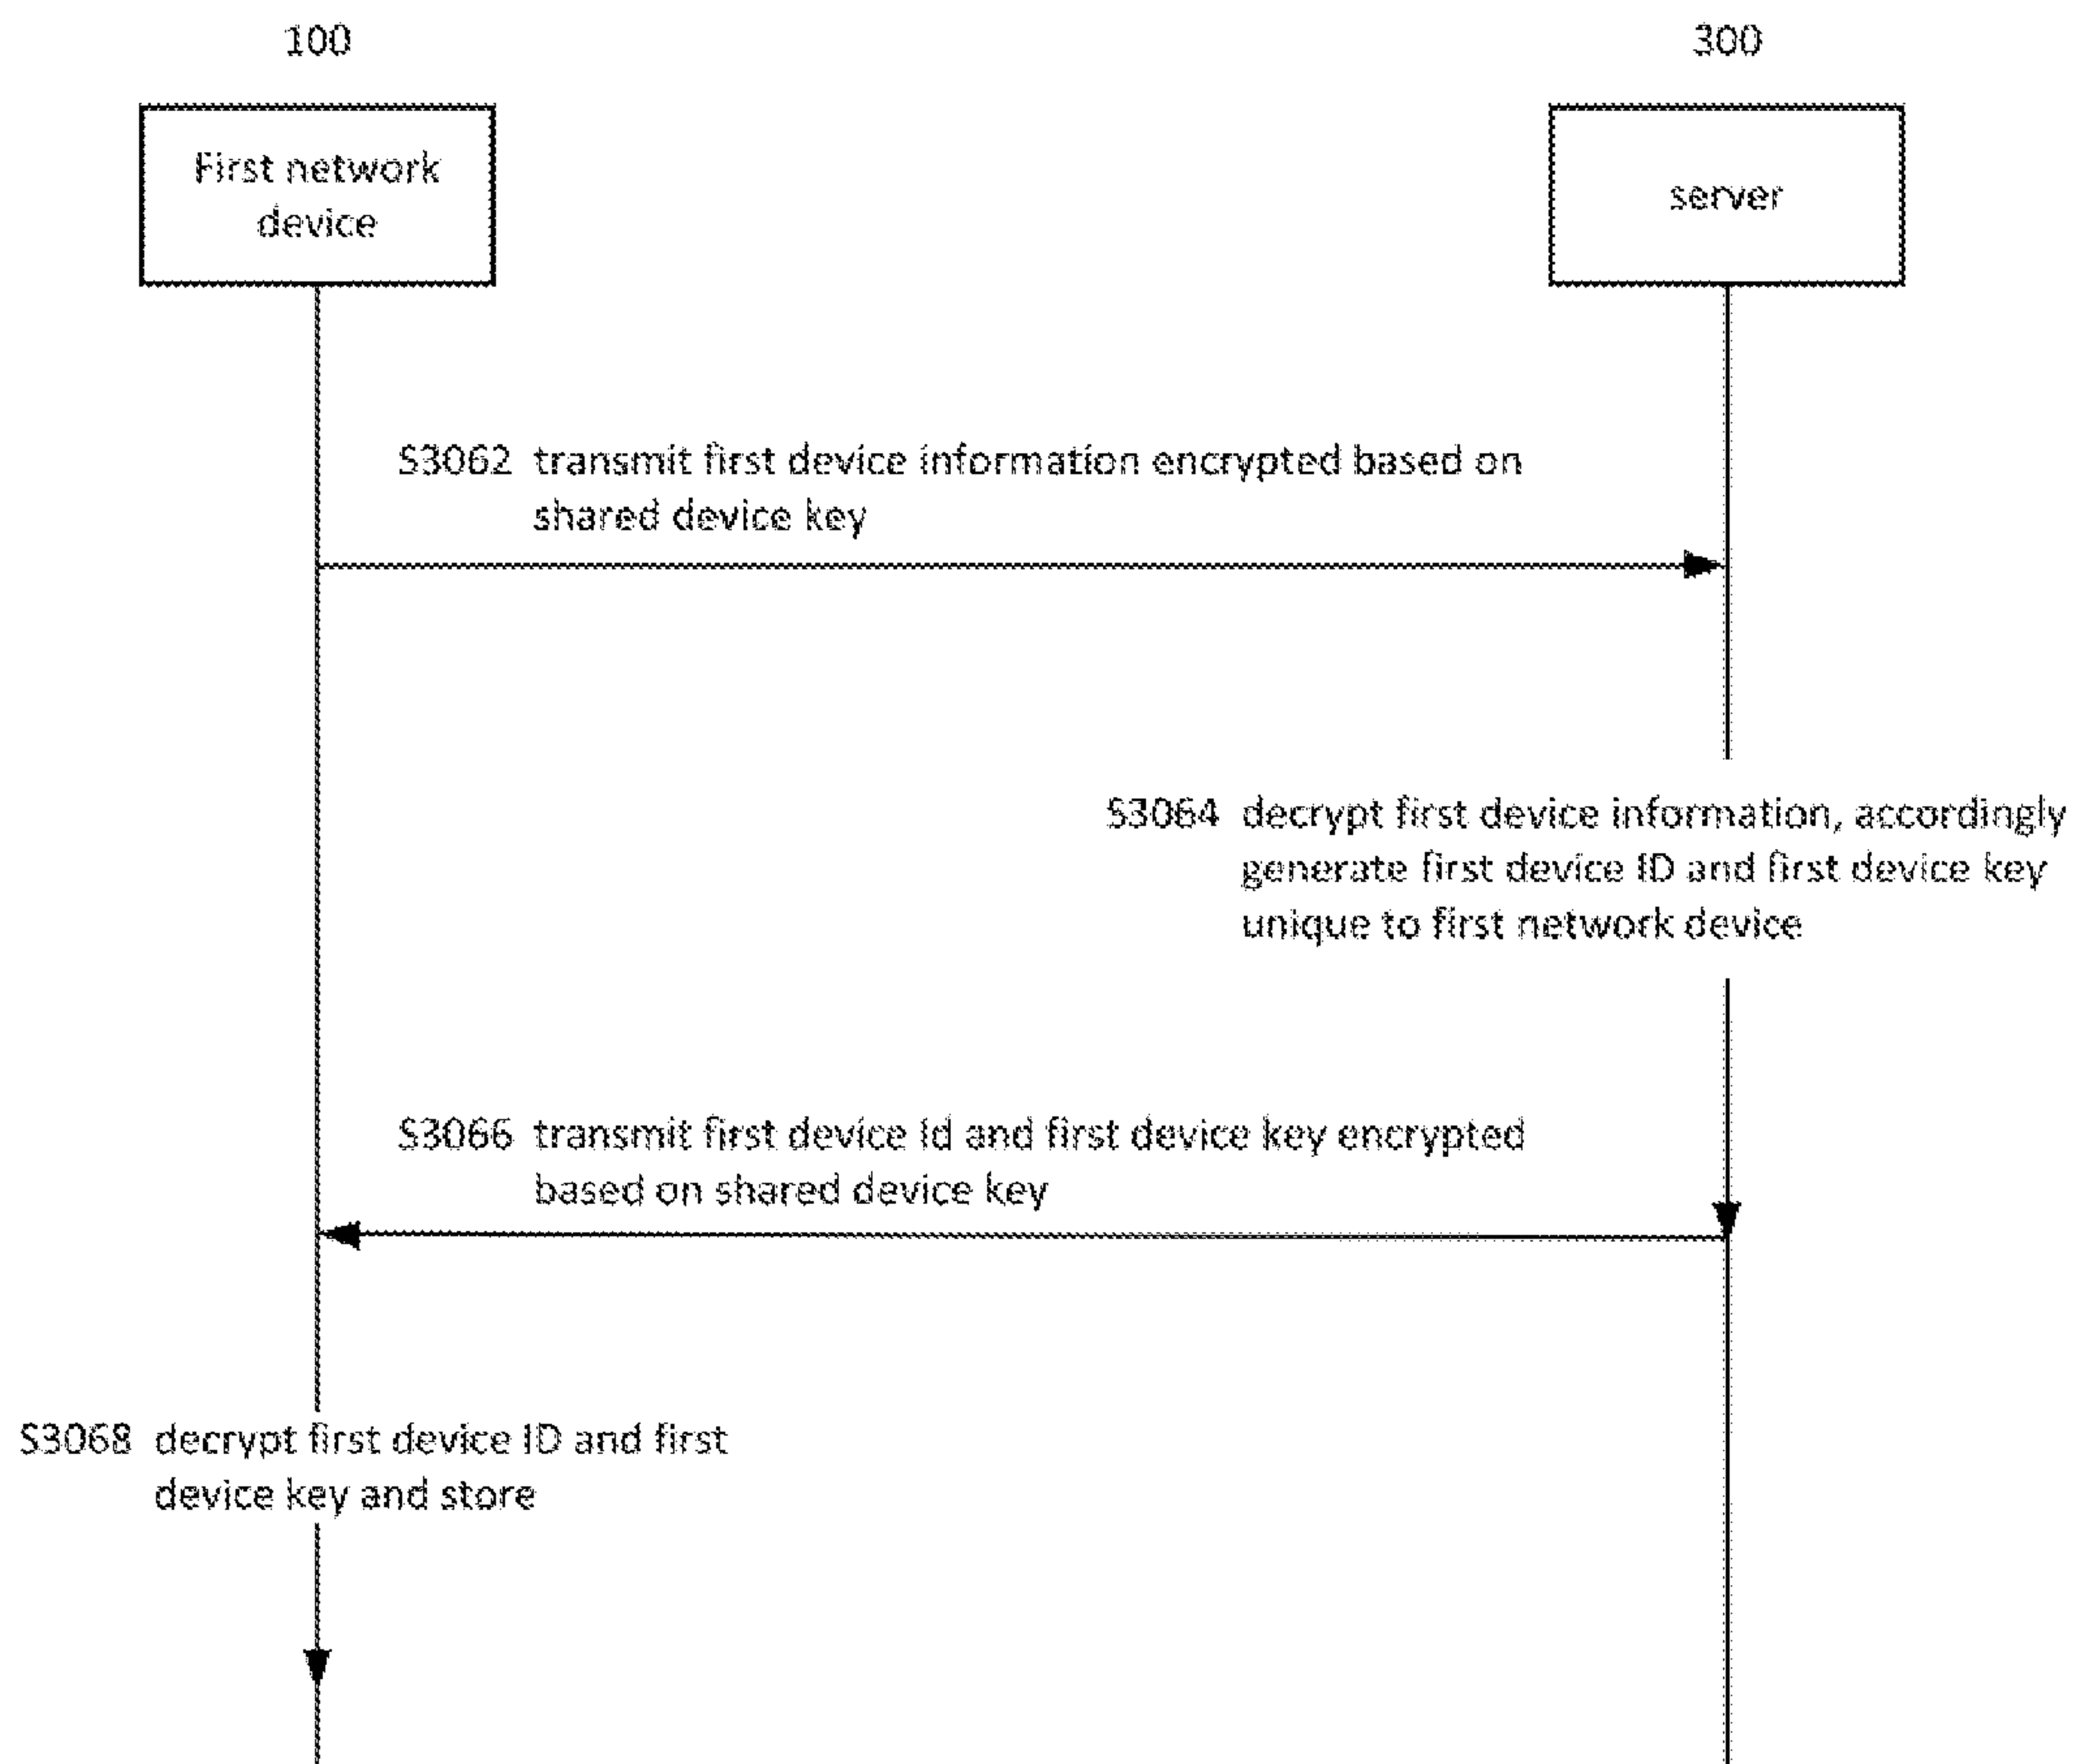 100
300
First network
device
server
S3062 transmit first device information encrypted based on
shared device key
S3064 decrypt first device information, accordingly
generate first device ID and first device key
unique to first network device
S3066 transmit first device Id and first device key encrypted
based on shared device key
S3068 decrypt first device ID and first
device key and store